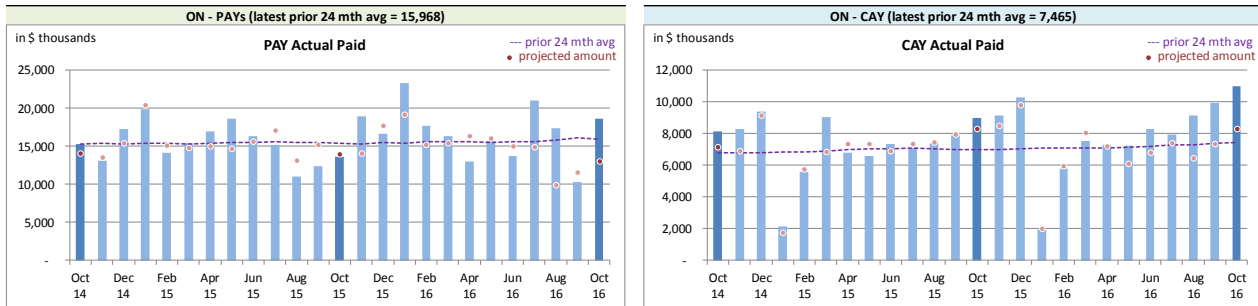 ON - PAYs (latest prior 24 mth avg = 15,968)
in $ thousands
PAY Actual Paid
--- prior 24 mth avg
• projected amount
25,000
20,000
15,000
10,000
5,000
-
Oct Dec Feb Apr Jun Aug Oct Dec Feb Apr Jun Aug Oct
14 14 15 15 15 15 15 15 16 16 16 16 16
ON - CAY (latest prior 24 mth avg = 7,465)
in $ thousands
CAY Actual Paid
--- prior 24 mth avg
• projected amount
12,000
10,000
8,000
6,000
4,000
2,000
-
Oct Dec Feb Apr Jun Aug Oct Dec Feb Apr Jun Aug Oct
14 14 15 15 15 15 15 15 16 16 16 16 16